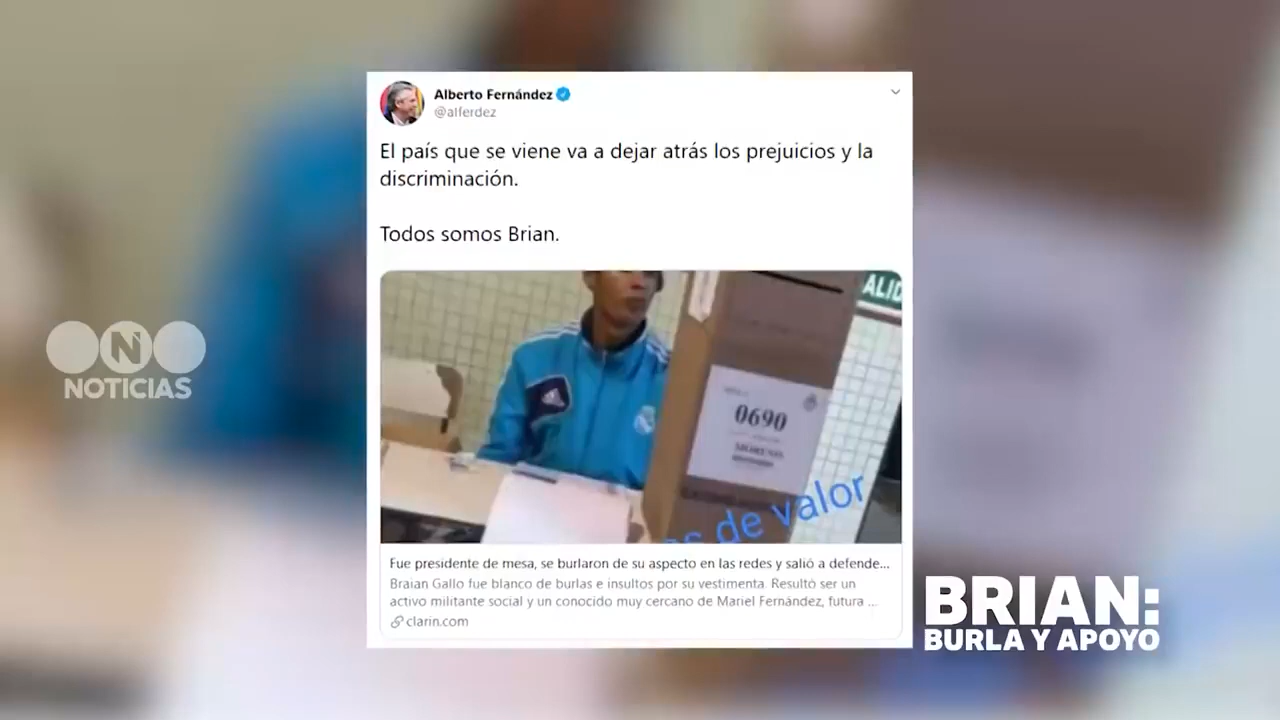 Alberto Fernández
@alferdez
El país que se viene va a dejar atrás los prejuicios y la
discriminación.
Todos somos Brian.
ALID
0690
MORENO
de valor
Fue presidente de mesa, se burlaron de su aspecto en las redes y salió a defende...
Braian Gallo fue blanco de burlas e insultos por su vestimenta. Resultó ser un
activo militante social y un conocido muy cercano de Mariel Fernández, futura ...
clarin.com
N
NOTICIAS
BRIAN:
BURLA Y APOYO